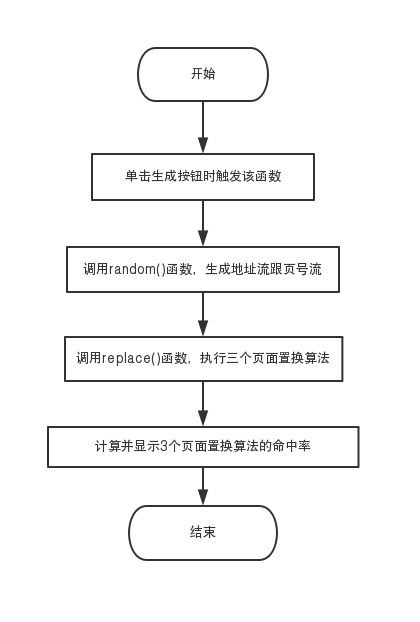 开始
单击生成按钮时触发该函数
调用random()函数，生成地址流跟页号流
调用replace()函数，执行三个页面置换算法
计算并显示3个页面置换算法的命中率
结束